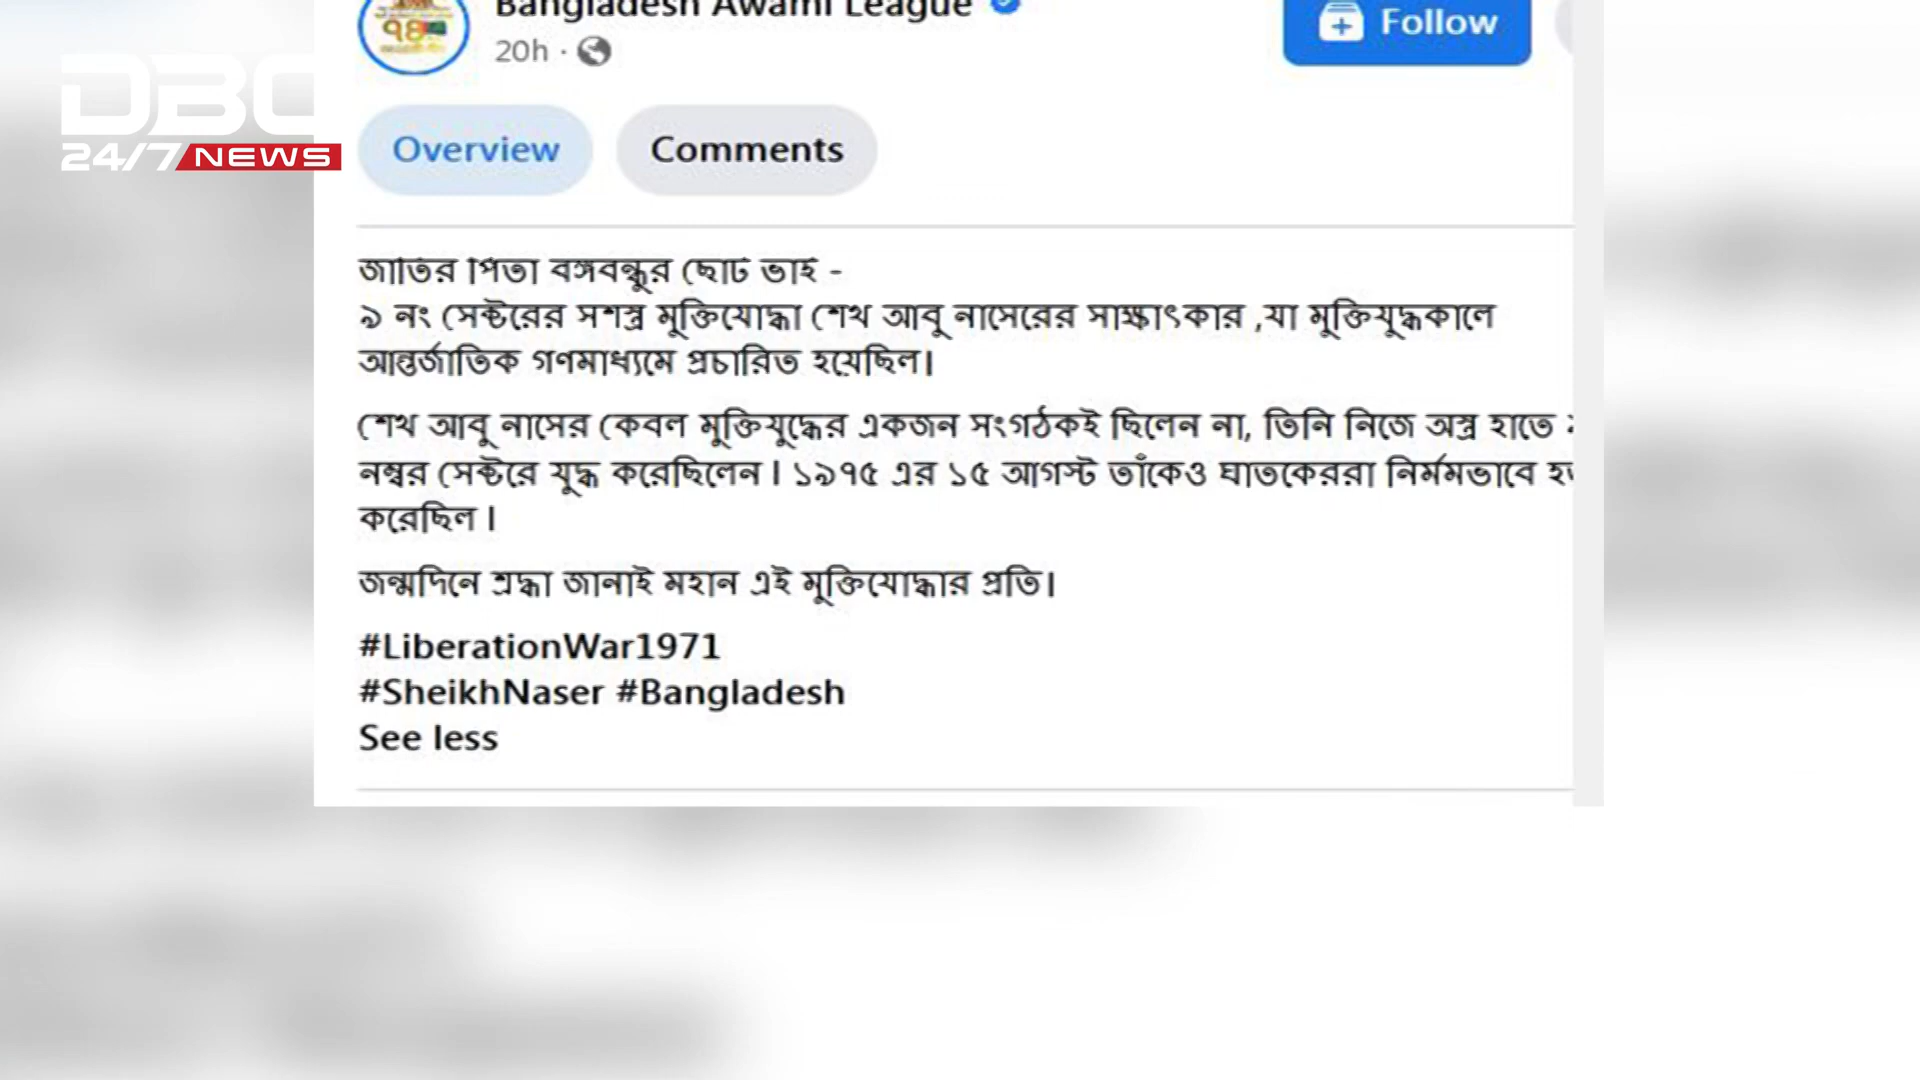 Bangladesh Awami League
20h ·
Follow
DBC
24/7 NEWS
Overview
Comments
জাতির পিতা বঙ্গবন্ধুর ছোট ভাই -
৯ নং সেক্টরের সশস্ত্র মুক্তিযোদ্ধা শেখ আবু নাসেরের সাক্ষাৎকার ,যা মুক্তিযুদ্ধকালে
আন্তর্জাতিক গণমাধ্যমে প্রচারিত হয়েছিল।
শেখ আবু নাসের কেবল মুক্তিযুদ্ধের একজন সংগঠকই ছিলেন না, তিনি নিজে অস্ত্র হাতে
নম্বর সেক্টরে যুদ্ধ করেছিলেন। ১৯৭৫ এর ১৫ আগস্ট তাঁকেও ঘাতকেররা নির্মমভাবে
করেছিল।
জন্মদিনে শ্রদ্ধা জানাই মহান এই মুক্তিযোদ্ধার প্রতি।
#LiberationWar1971
#SheikhNaser #Bangladesh
See less